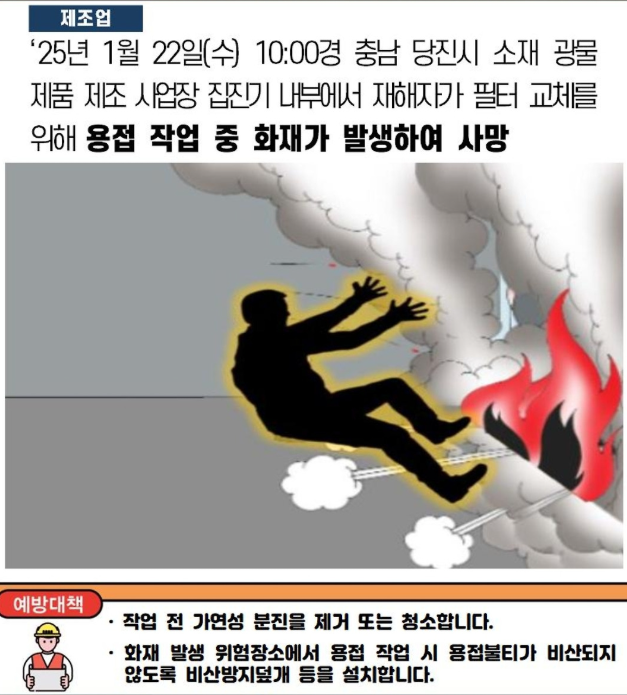 제조업
‘25년 1월 22일(수) 10:00경 충남 당진시 소재 광물
제품 제조 사업장 집진기 내부에서 재해자가 필터 교체를
위해 용접 작업 중 화재가 발생하여 사망
예방대책
· 작업 전 가연성 분진을 제거 또는 청소합니다.
· 화재 발생 위험장소에서 용접 작업 시 용접불티가 비산되지
않도록 비산방지덮개 등을 설치합니다.